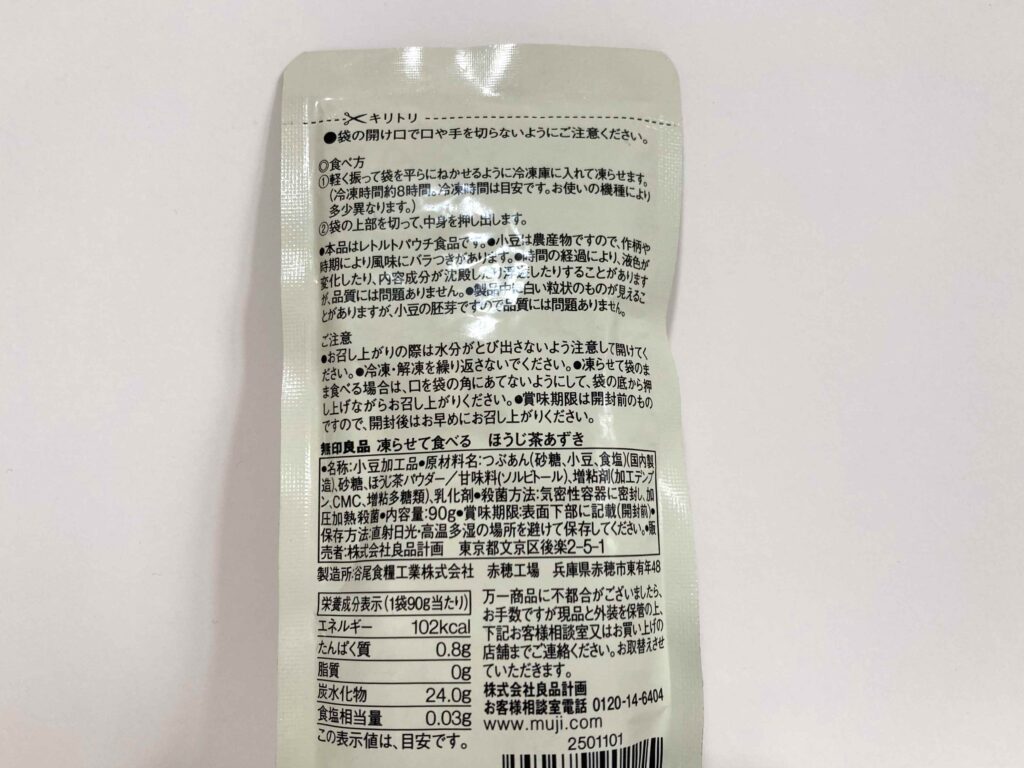 キリトリ
●袋の開け口で口や手を切らないようにご注意ください。
◎食べ方
①軽く振って袋を平らにねかせるように冷凍庫に入れて凍らせます。
(冷凍時間約8時間。冷凍時間は目安です。お使いの機種により
多少異なります。)
②袋の上部を切って、中身を押し出します。
●本品はレトルトパウチ食品です。●小豆は農産物ですので、作柄や
時期により風味にバラつきがあります。●時間の経過により、液色が
変化したり、内容成分が沈殿したり浮遊したりすることがあります
が、品質には問題ありません。●製品中に白い粒状のものが見えるこ
とがありますが、小豆の胚芽ですので品質には問題ありません。
ご注意
●お召し上がりの際は水分がとび出さないよう注意して開けてく
ださい。●冷凍・解凍を繰り返さないでください。●凍らせて袋のま
ま食べる場合は、口を袋の角にあてないようにして、袋の底から押
し上げながらお召し上がりください。●賞味期限は開封前のもの
ですので、開封後はお早めにお召し上がりください。
無印良品 凍らせて食べる ほうじ茶あずき
●名称:小豆加工品●原材料名:つぶあん(砂糖、小豆、食塩)(国内製
造)、砂糖、ほうじ茶パウダー/甘味料(ソルビトール)、増粘剤(加工デンプ
ン、CMC、増粘多糖類)、乳化剤●殺菌方法:気密性容器に密封し、加
圧加熱殺菌●内容量:90g●賞味期限:表面下部に記載(開封前)●
保存方法:直射日光・高温多湿の場所を避けて保存してください。●販
売者:株式会社良品計画 東京都文京区後楽2-5-1
製造所:谷尾食糧工業株式会社 赤穂工場 兵庫県赤穂市東有年48
栄養成分表示(1袋90g当たり)
エネルギー 102kcal
たんぱく質 0.8g
脂質 0g
炭水化物 24.0g
食塩相当量 0.03g
この表示値は、目安です。
万一商品に不都合がございましたら、
お手数ですが現品と外装を保管の上、
下記お客様相談室又はお買い上げの
店舗までご連絡ください。お取替えさせ
ていただきます。
株式会社良品計画
お客様相談室電話 0120-14-6404
www.muji.com
2501101